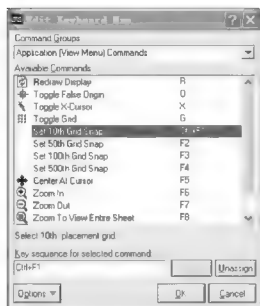 Edit Keyboard Map
Command Groups
Application [View Menu] Commands
Available Commands
Redraw Display R
Toggle False Origin O
Toggle X-Cursor X
Toggle Grid G
Set 10th Grid Snap Ctrl+F1
Set 50th Grid Snap F2
Set 100th Grid Snap F3
Set 500th Grid Snap F4
Center At Cursor F5
Zoom In F6
Zoom Out F7
Zoom To View Entire Sheet F8
Select 10th placement grid
Key sequence for selected command
Ctrl+F1
Unassign
Options
OK
Cancel